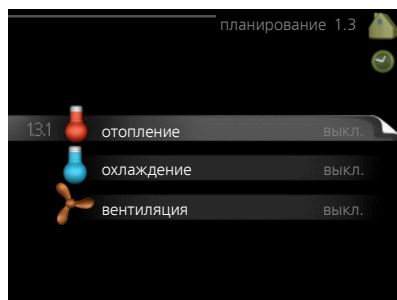 планирование 1.3
1.3.1 отопление выкл.
охлаждение выкл.
вентиляция выкл.